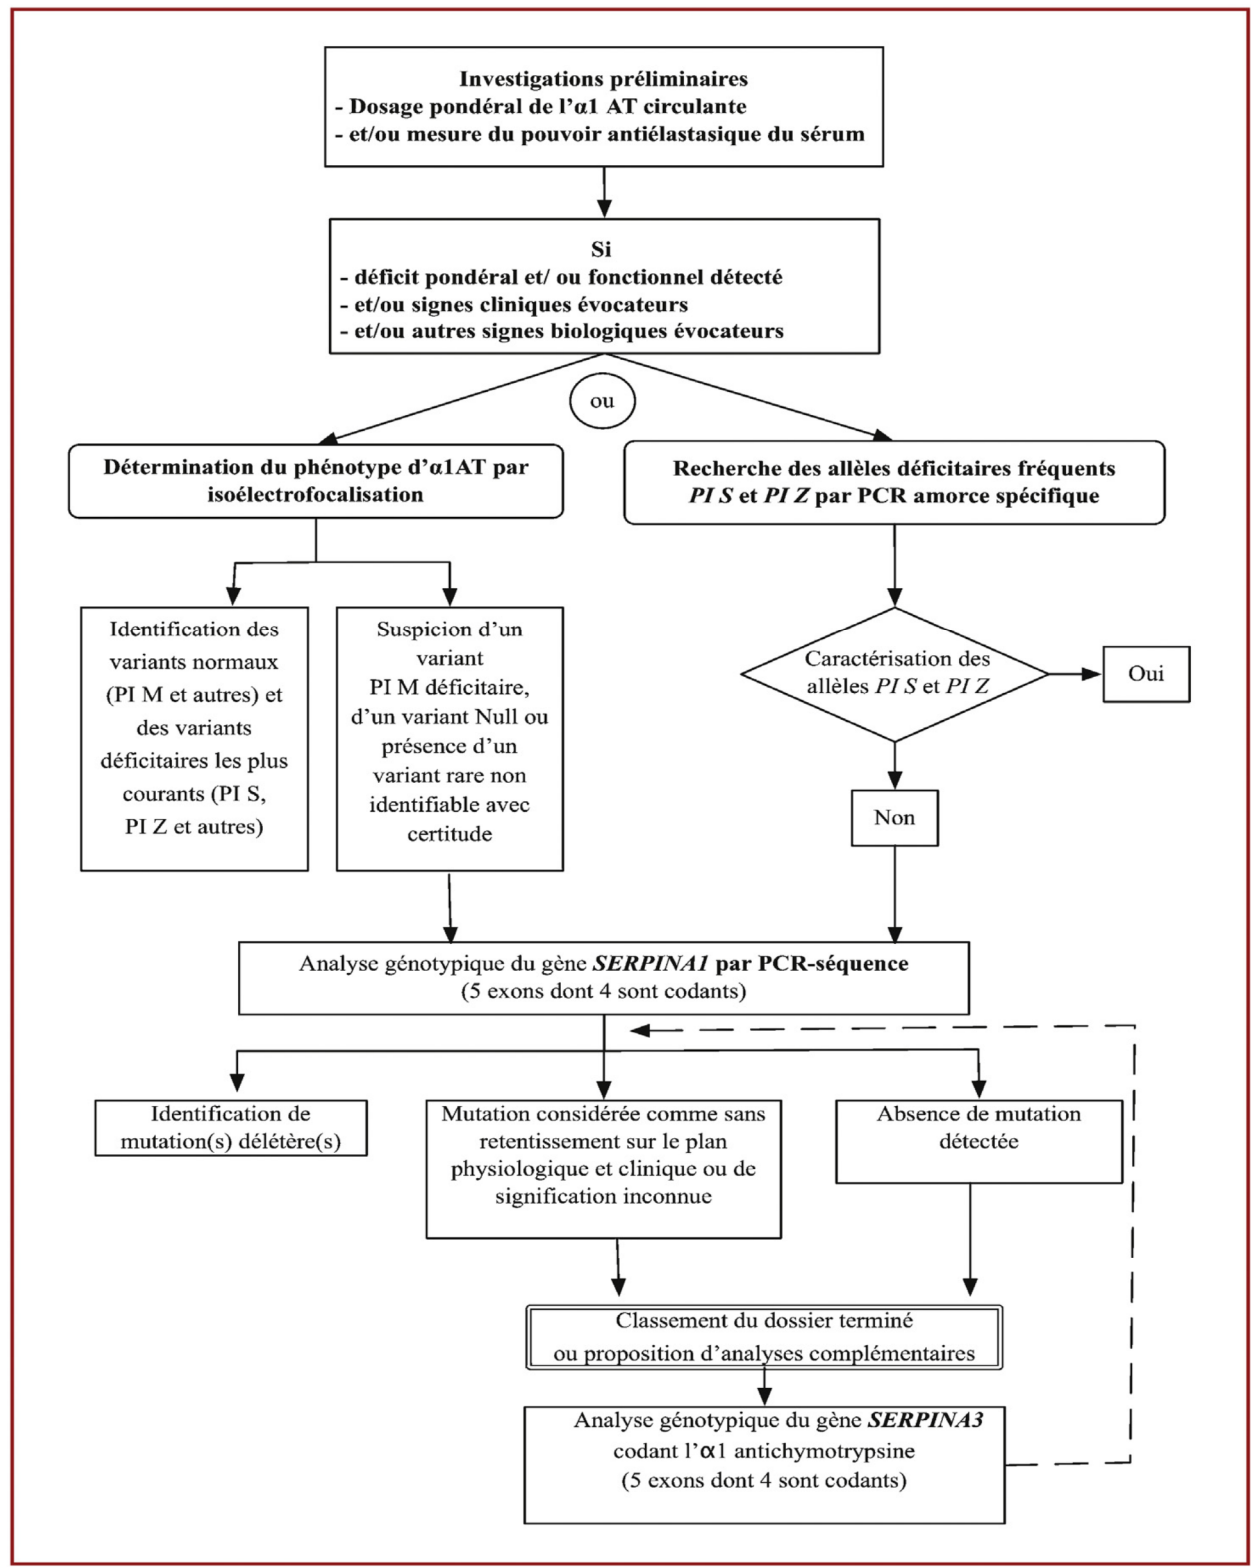 Investigations préliminaires
- Dosage pondéral de l'α1 AT circulante
- et/ou mesure du pouvoir antiélastasique du sérum
Si
- déficit pondéral et/ ou fonctionnel détecté
- et/ou signes cliniques évocateurs
- et/ou autres signes biologiques évocateurs
ou
Détermination du phénotype d'α1AT par
isoélectrofocalisation
Recherche des allèles déficitaires fréquents
PI S et PI Z par PCR amorce spécifique
Identification des
variants normaux
(PI M et autres) et
des variants
déficitaires les plus
courants (PI S,
PI Z et autres)
Suspicion d'un
variant
PI M déficitaire,
d'un variant Null ou
présence d'un
variant rare non
identifiable avec
certitude
Caractérisation des
allèles PI S et PI Z
Oui
Non
Analyse génotypique du gène SERPINA1 par PCR-séquence
(5 exons dont 4 sont codants)
Identification de
mutation(s) délétère(s)
Mutation considérée comme sans
retentissement sur le plan
physiologique et clinique ou de
signification inconnue
Absence de mutation
détectée
Classement du dossier terminé
ou proposition d'analyses complémentaires
Analyse génotypique du gène SERPINA3
codant l'α1 antichymotrypsine
(5 exons dont 4 sont codants)